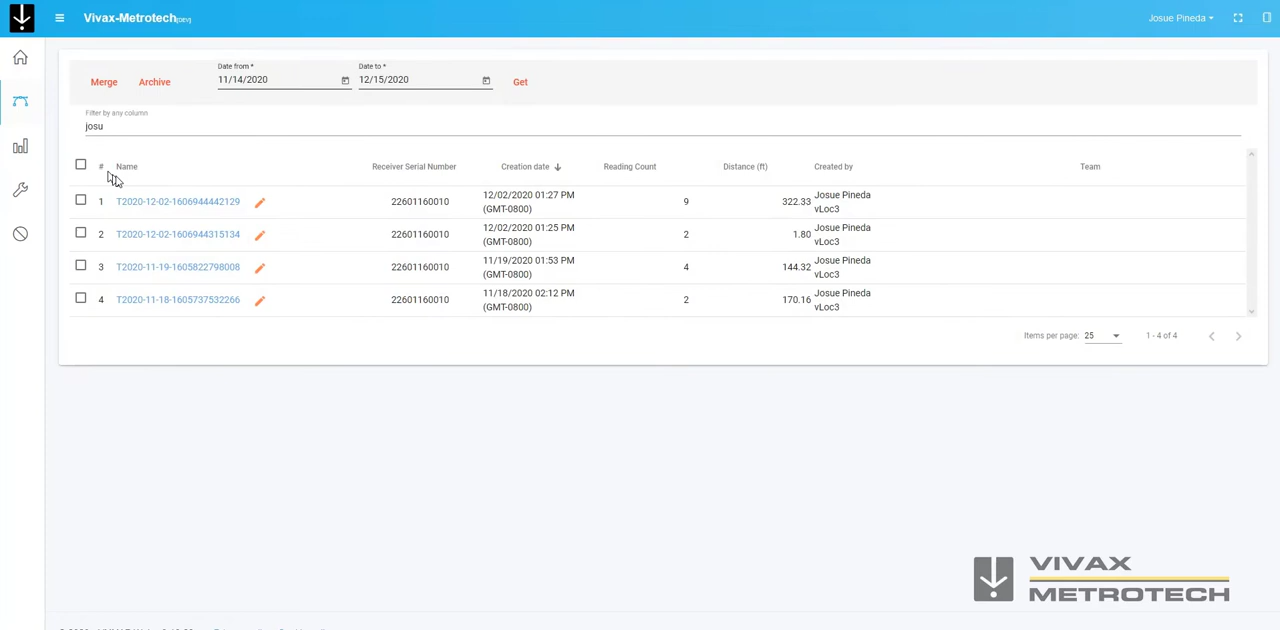 Vivax-Metrotech[DEV]
Josue Pineda
Merge Archive Date from * 11/14/2020 Date to * 12/15/2020 Get
Filter by any column
josu
# Name Receiver Serial Number Creation date Reading Count Distance (ft) Created by Team
1 T2020-12-02-1606944442129 22601160010 12/02/2020 01:27 PM (GMT-0800) 9 322.33 Josue Pineda vLoc3
2 T2020-12-02-1606944315134 22601160010 12/02/2020 01:25 PM (GMT-0800) 2 1.80 Josue Pineda vLoc3
3 T2020-11-19-1605822798008 22601160010 11/19/2020 01:53 PM (GMT-0800) 4 144.32 Josue Pineda vLoc3
4 T2020-11-18-1605737532266 22601160010 11/18/2020 02:12 PM (GMT-0800) 2 170.16 Josue Pineda vLoc3
Items per page: 25 1 - 4 of 4
VIVAX
METROTECH